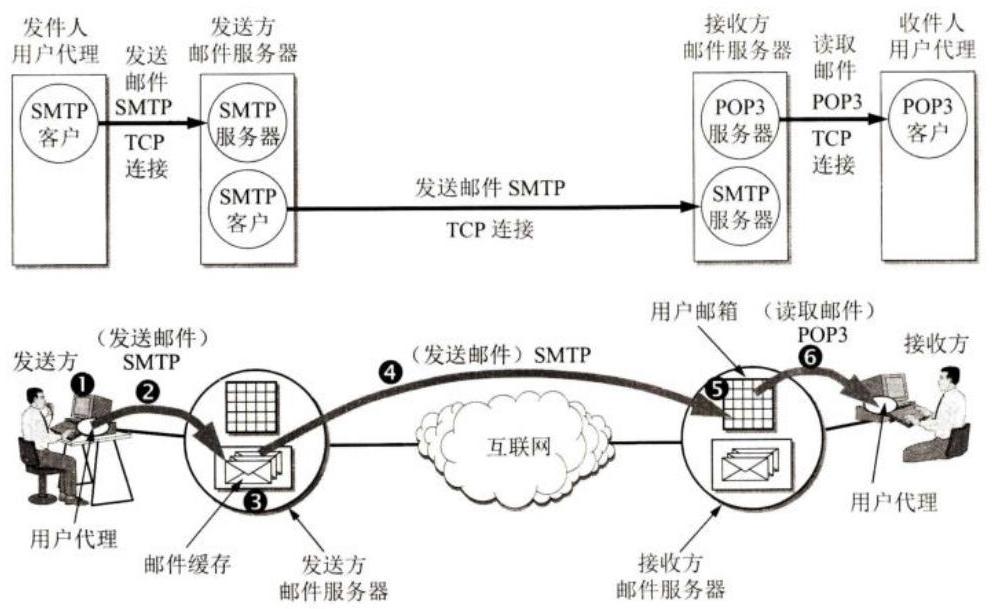 发件人
用户代理
发送
邮件
SMTP
TCP
连接
SMTP
客户
发送方
邮件服务器
SMTP
服务器
SMTP
客户
发送邮件 SMTP
TCP 连接
接收方
邮件服务器
POP3
服务器
SMTP
服务器
读取
邮件
POP3
TCP
连接
收件人
用户代理
POP3
客户
发送方
（发送邮件）
SMTP
❶
❷
❸
❹
（发送邮件）SMTP
用户邮箱
（读取邮件）
POP3
❺
❻
接收方
互联网
用户代理
邮件缓存
发送方
邮件服务器
接收方
邮件服务器
用户代理